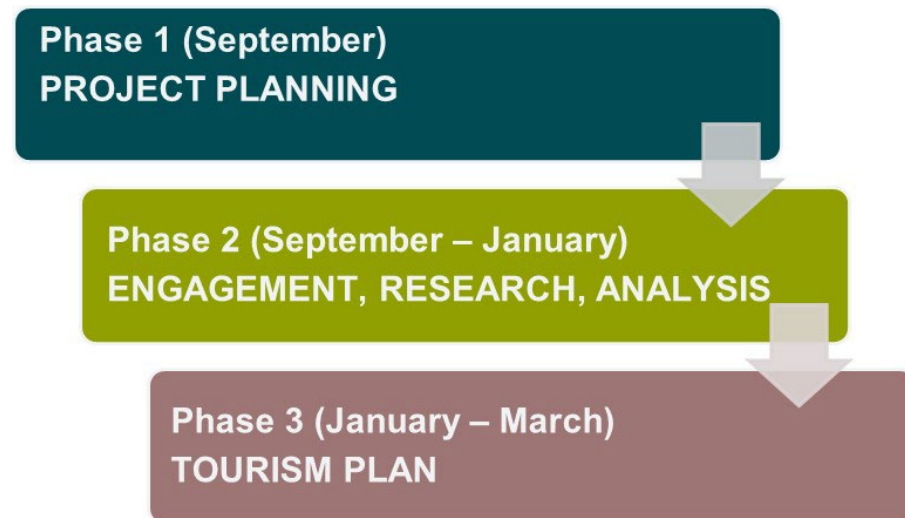 Phase 1 (September)
PROJECT PLANNING
Phase 2 (September – January)
ENGAGEMENT, RESEARCH, ANALYSIS
Phase 3 (January – March)
TOURISM PLAN